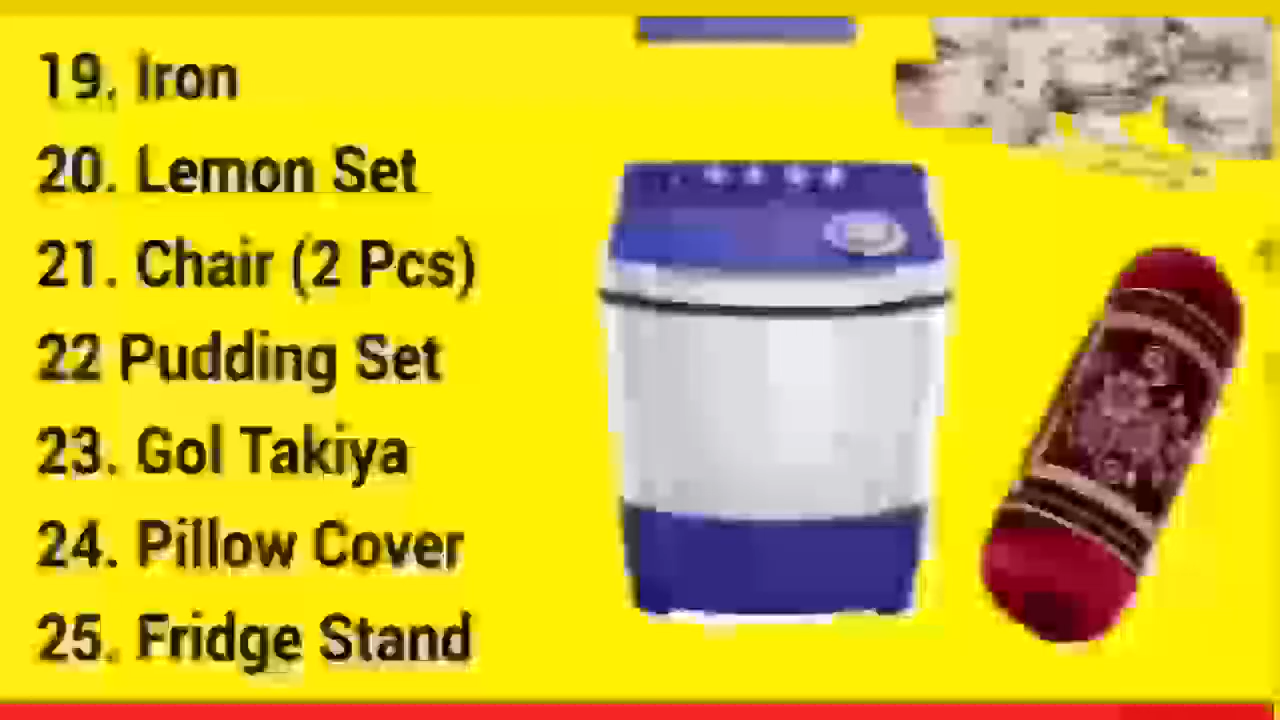 19. Iron
20. Lemon Set
21. Chair (2 Pcs)
22 Pudding Set
23. Gol Takiya
24. Pillow Cover
25. Fridge Stand